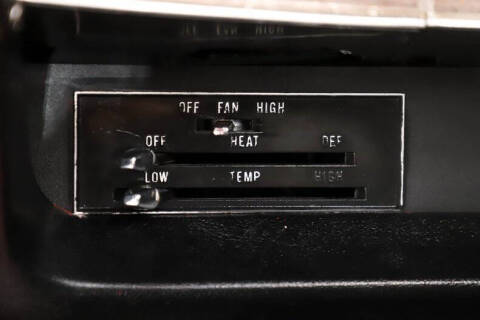 OFF FAN HIGH
OFF HEAT DEF
LOW TEMP HIGH